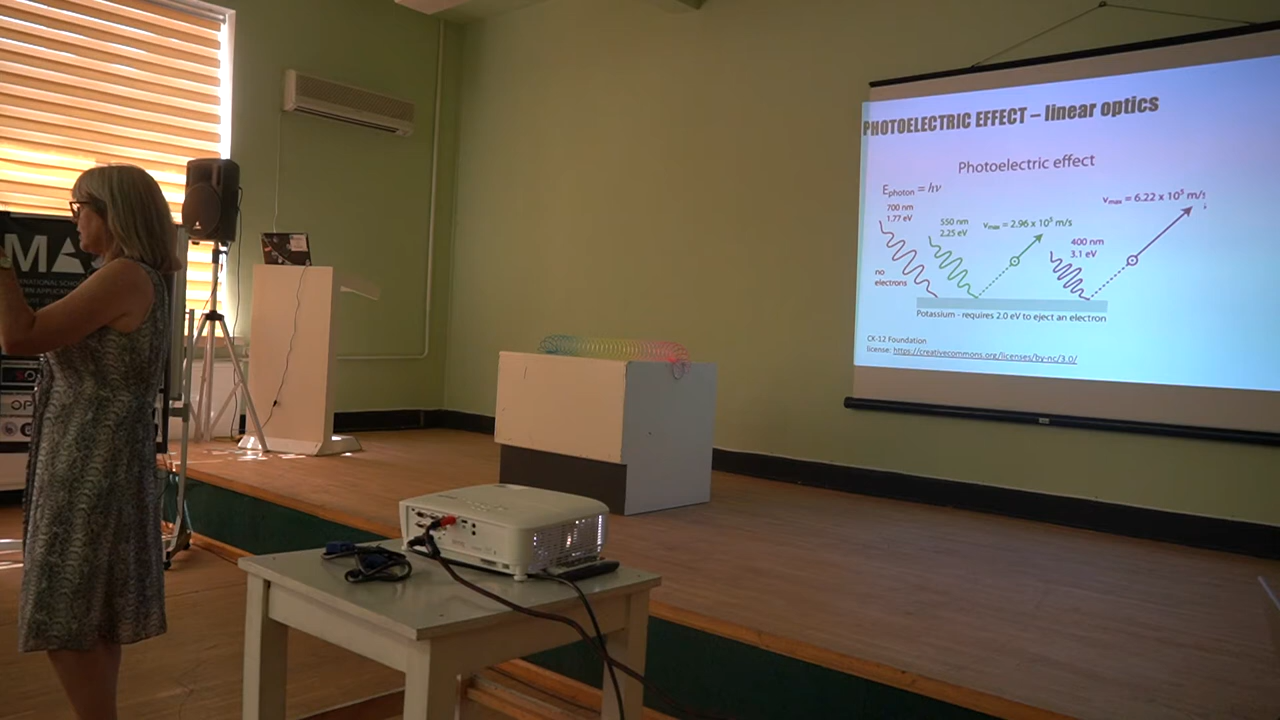 PHOTOELECTRIC EFFECT – linear optics
Photoelectric effect
Ephoton = hν
700 nm
1.77 eV
550 nm
2.25 eV
vmax = 2.96 x 10⁵ m/s
vmax = 6.22 x 10⁵ m/s
400 nm
3.1 eV
no
electrons
Potassium - requires 2.0 eV to eject an electron
CK-12 Foundation
license: https://creativecommons.org/licenses/by-nc/3.0/
MA
OP